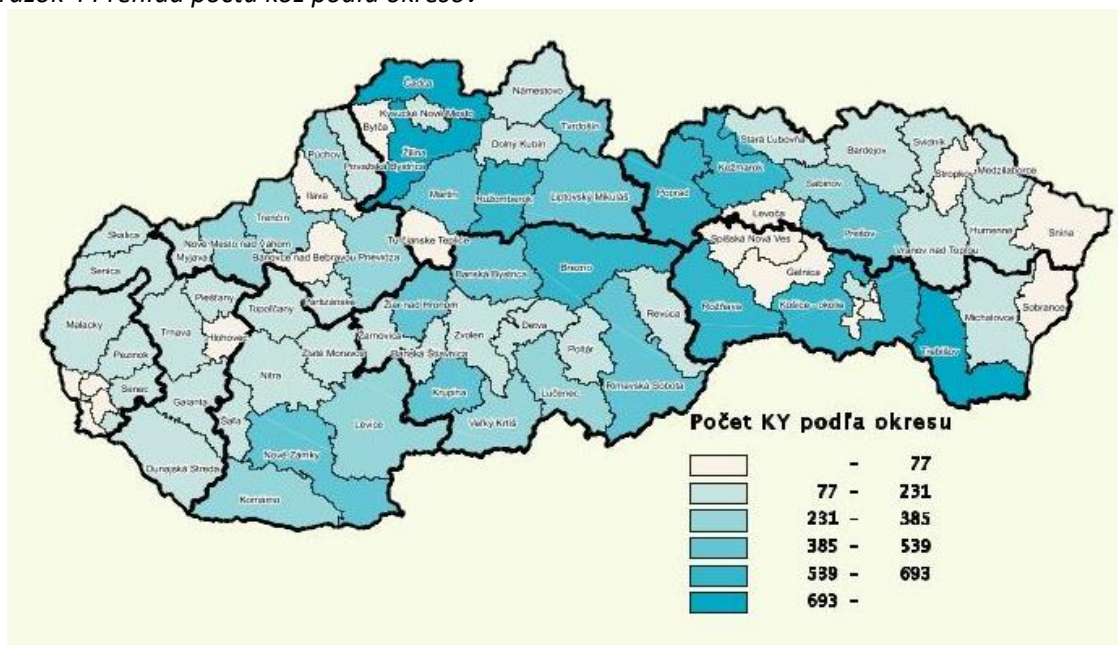 Prehľad počtu kôz podľa okresov
Čadca
Námestovo
Kysucké Nové Mesto
Bytča
Tvrdošín
Stará Ľubovňa
Bardejov
Svidník
Dolný Kubín
Žilina
Púchov
Považská Bystrica
Kežmarok
Stropkov
Medzilaborce
Poprad
Sabinov
Ilava
Martin
Ružomberok
Liptovský Mikuláš
Levoča
Trenčín
Prešov
Humenné
Snina
Skalica
Nové Mesto nad Váhom
Turčianske Teplice
Spišská Nová Ves
Vranov nad Topľou
Myjava
Bánovce nad Bebravou
Prievidza
Banská Bystrica
Brezno
Gelnica
Senica
Piešťany
Topoľčany
Partizánske
Žiar nad Hronom
Rožňava
Košice - okolie
Sobrance
Malacky
Trnava
Hlohovec
Žarnovica
Zvolen
Detva
Revúca
Michalovce
Pezinok
Zlaté Moravce
Banská Štiavnica
Poltár
Trebišov
Senec
Galanta
Nitra
Krupina
Lučenec
Rimavská Sobota
Šaľa
Levice
Veľký Krtíš
Dunajská Streda
Nové Zámky
Komárno
Počet KY podľa okresu
- 77
77 - 231
231 - 385
385 - 539
539 - 693
693 -